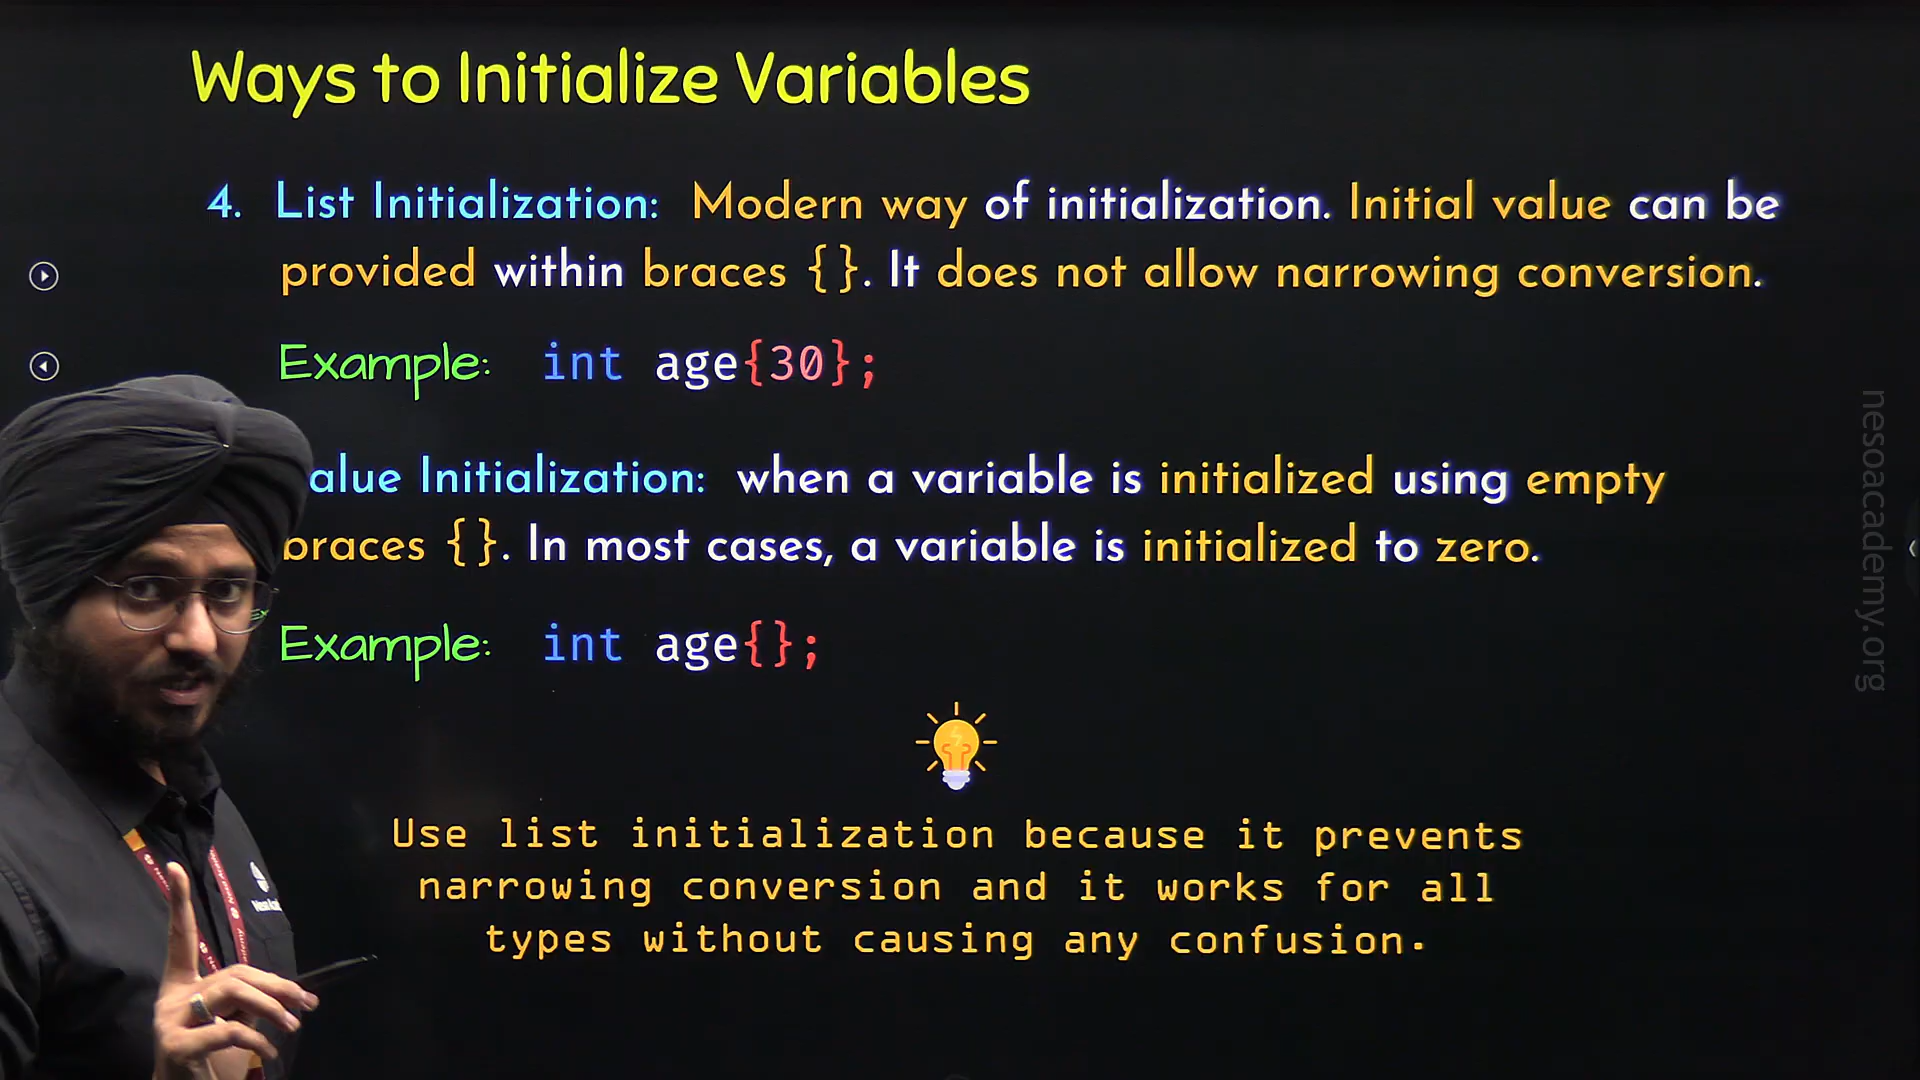 Ways to Initialize Variables
4. List Initialization: Modern way of initialization. Initial value can be
provided within braces {}. It does not allow narrowing conversion.
Example: int age{30};
alue Initialization: when a variable is initialized using empty
braces {}. In most cases, a variable is initialized to zero.
Example: int age{};
Use list initialization because it prevents
narrowing conversion and it works for all
types without causing any confusion.
nesoacademy.org